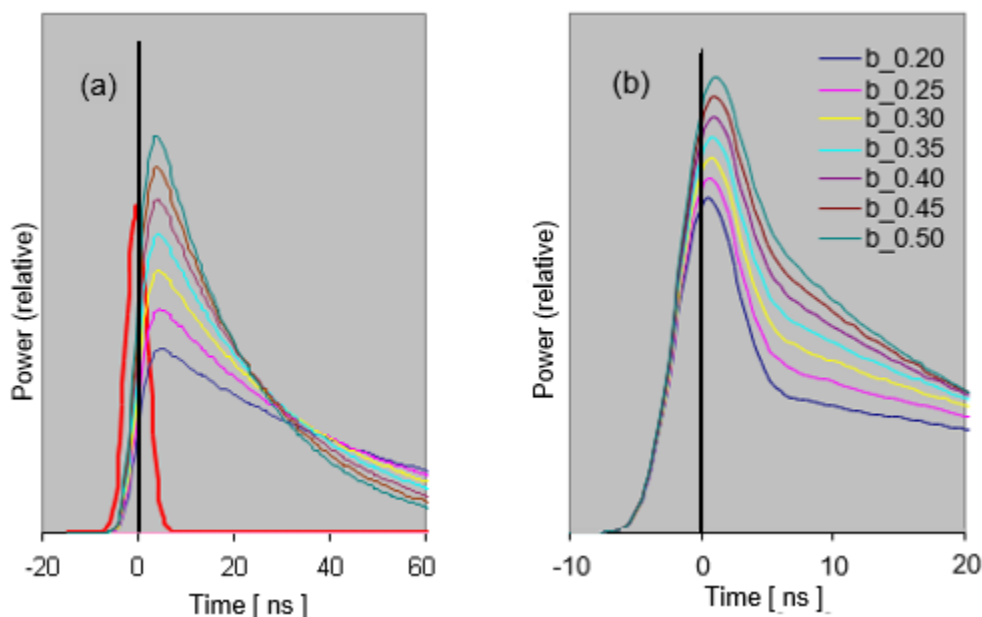 (a)
Power (relative)
-20 0 20 40 60
Time [ ns ]
(b)
b_0.20
b_0.25
b_0.30
b_0.35
b_0.40
b_0.45
b_0.50
Power (relative)
-10 0 10 20
Time [ ns ]